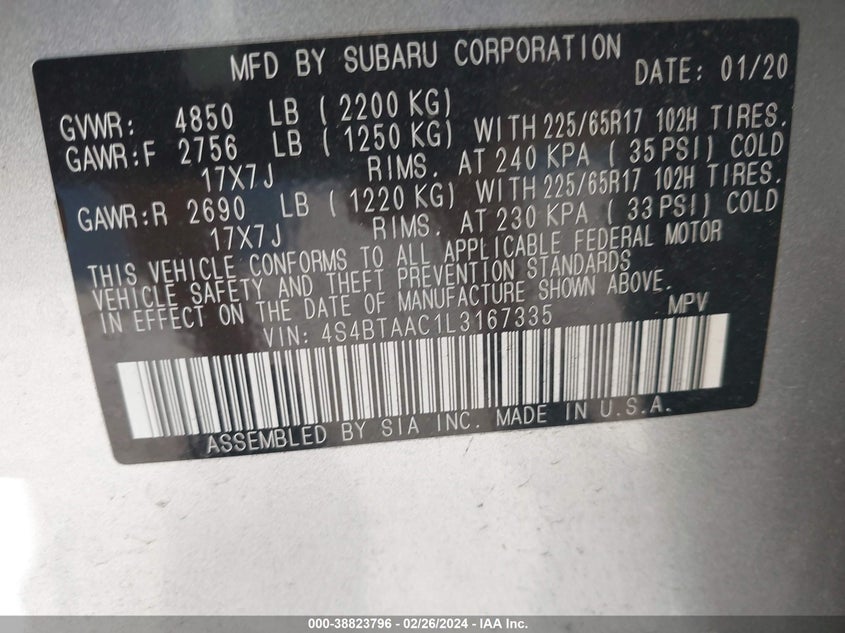 MFD BY SUBARU CORPORATION DATE: 01/20
GVWR: 4850 LB ( 2200 KG)
GAWR:F 2756 LB ( 1250 KG) WITH 225/65R17 102H TIRES.
17X7J RIMS. AT 240 KPA ( 35 PSI) COLD
GAWR:R 2690 LB ( 1220 KG) WITH 225/65R17 102H TIRES.
17X7J RIMS. AT 230 KPA ( 33 PSI) COLD
THIS VEHICLE CONFORMS TO ALL APPLICABLE FEDERAL MOTOR
VEHICLE SAFETY AND THEFT PREVENTION STANDARDS
IN EFFECT ON THE DATE OF MANUFACTURE SHOWN ABOVE.
VIN: 4S4BTAAC1L3167335 MPV
ASSEMBLED BY SIA INC. MADE IN U.S.A.
000-38823796 - 02/26/2024 - IAA Inc.